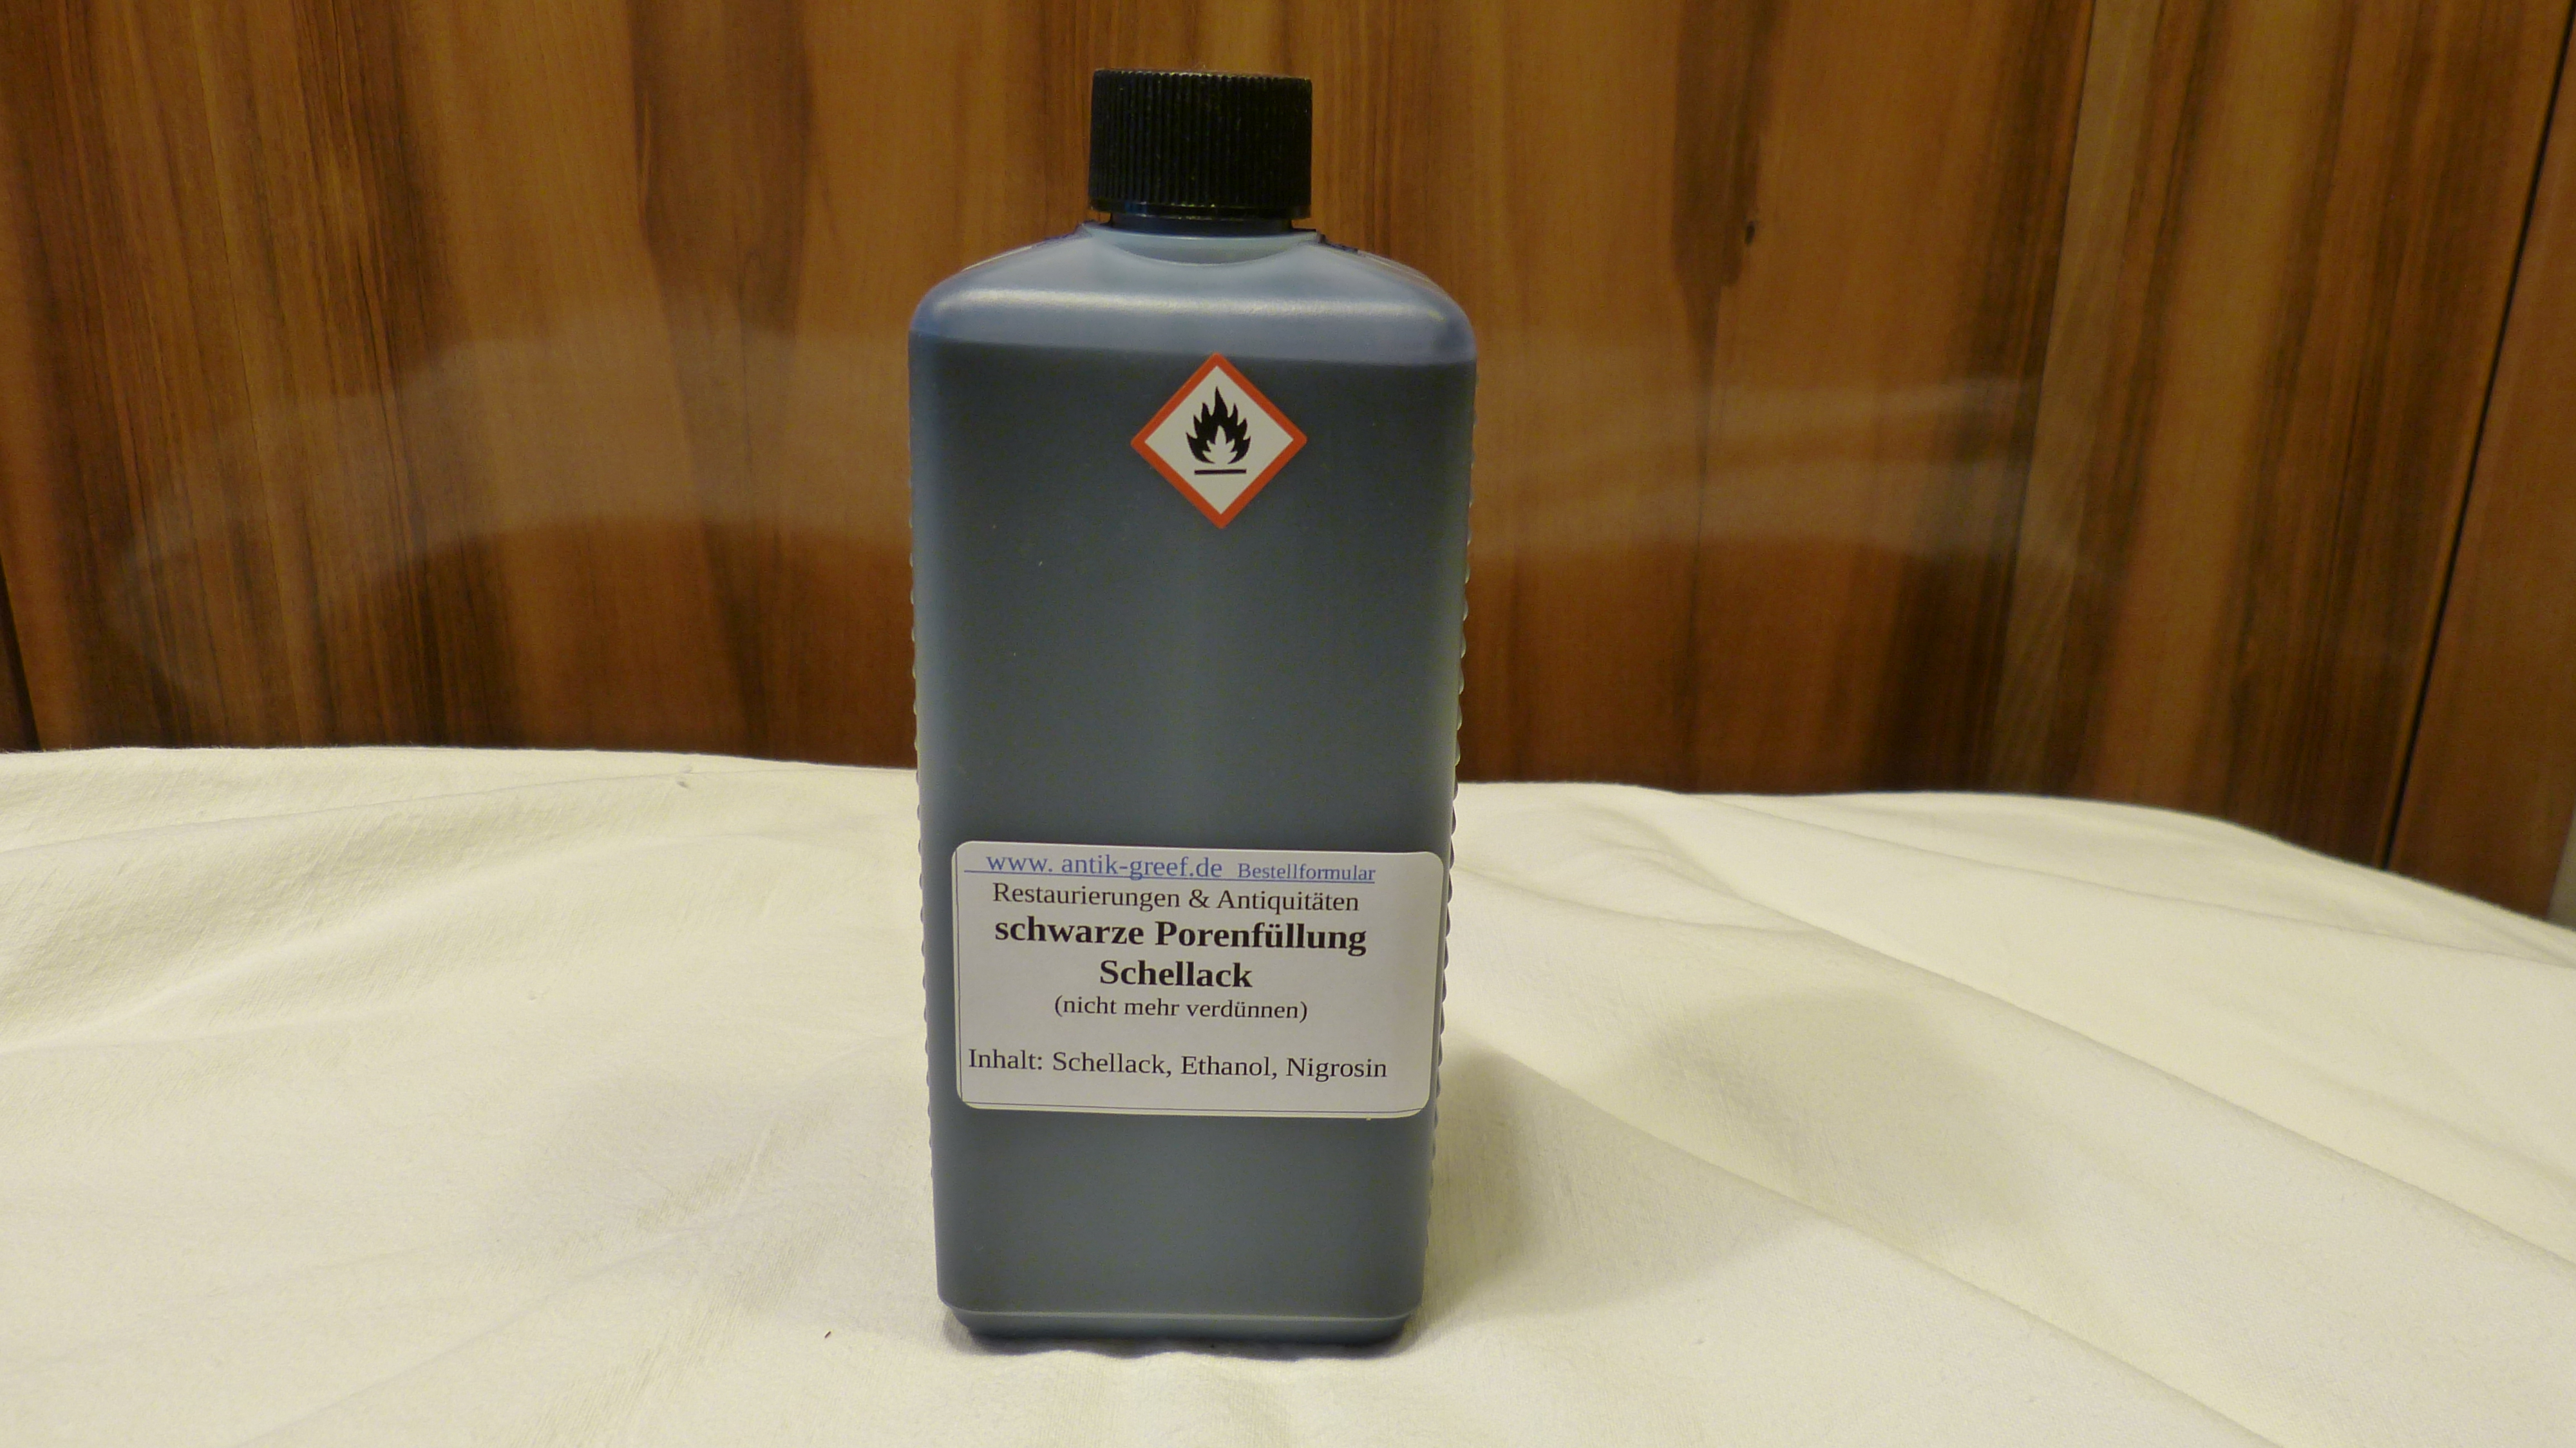 www. antik-greef.de Bestellformular
Restaurierungen & Antiquitäten
schwarze Porenfüllung
Schellack
(nicht mehr verdünnen)
Inhalt: Schellack, Ethanol, Nigrosin